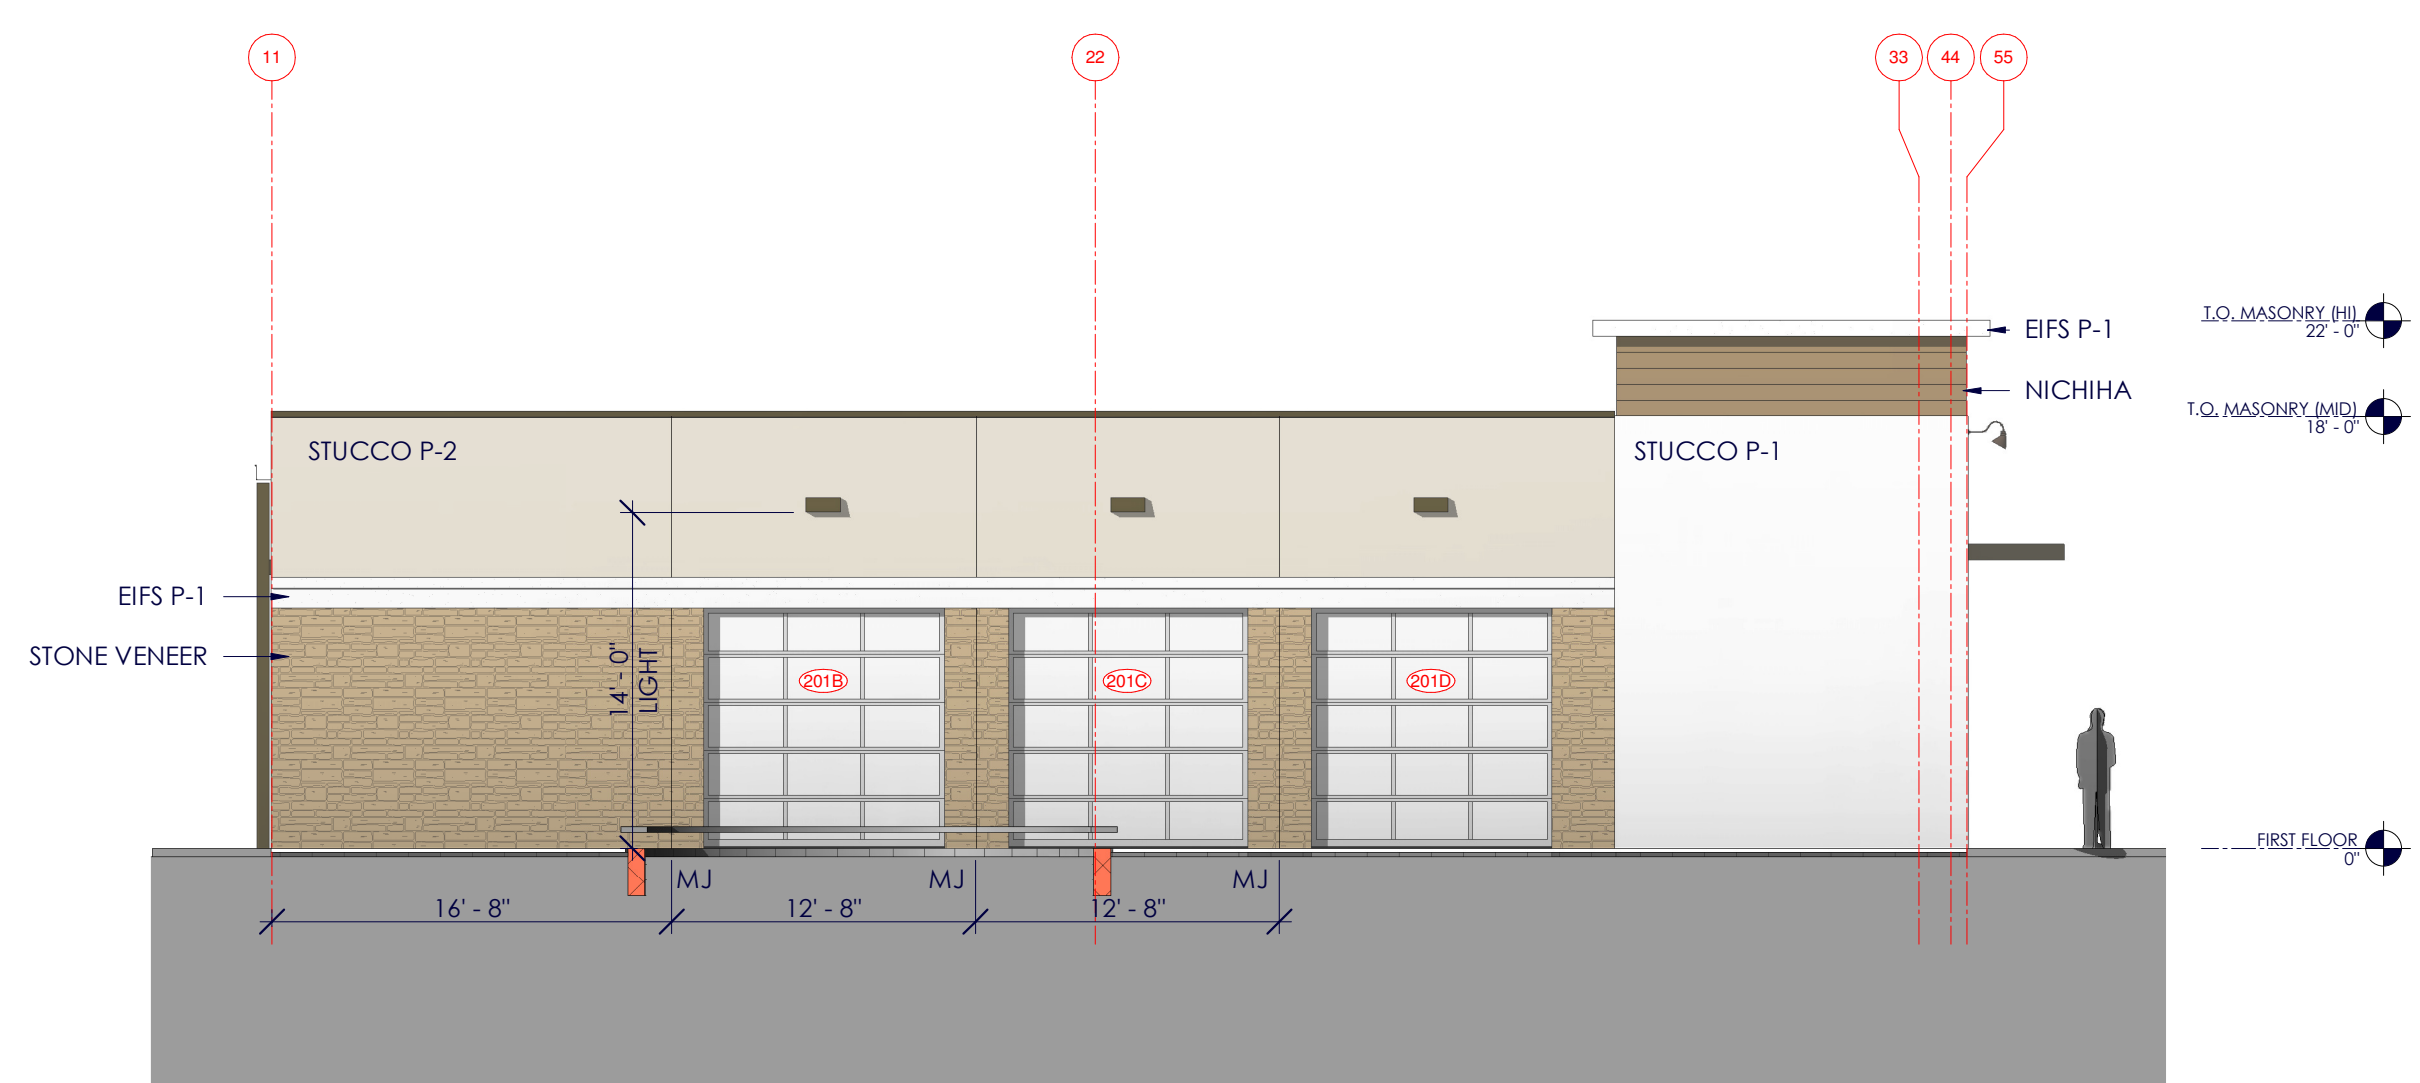 11
22
33
44
55
T.O. MASONRY (HI)
22' - 0"
EIFS P-1
NICHIHA
T.O. MASONRY (MID)
18' - 0"
STUCCO P-2
STUCCO P-1
EIFS P-1
STONE VENEER
14' - 0"
LIGHT
201B
201C
201D
FIRST FLOOR
0"
MJ
MJ
MJ
16' - 8"
12' - 8"
12' - 8"